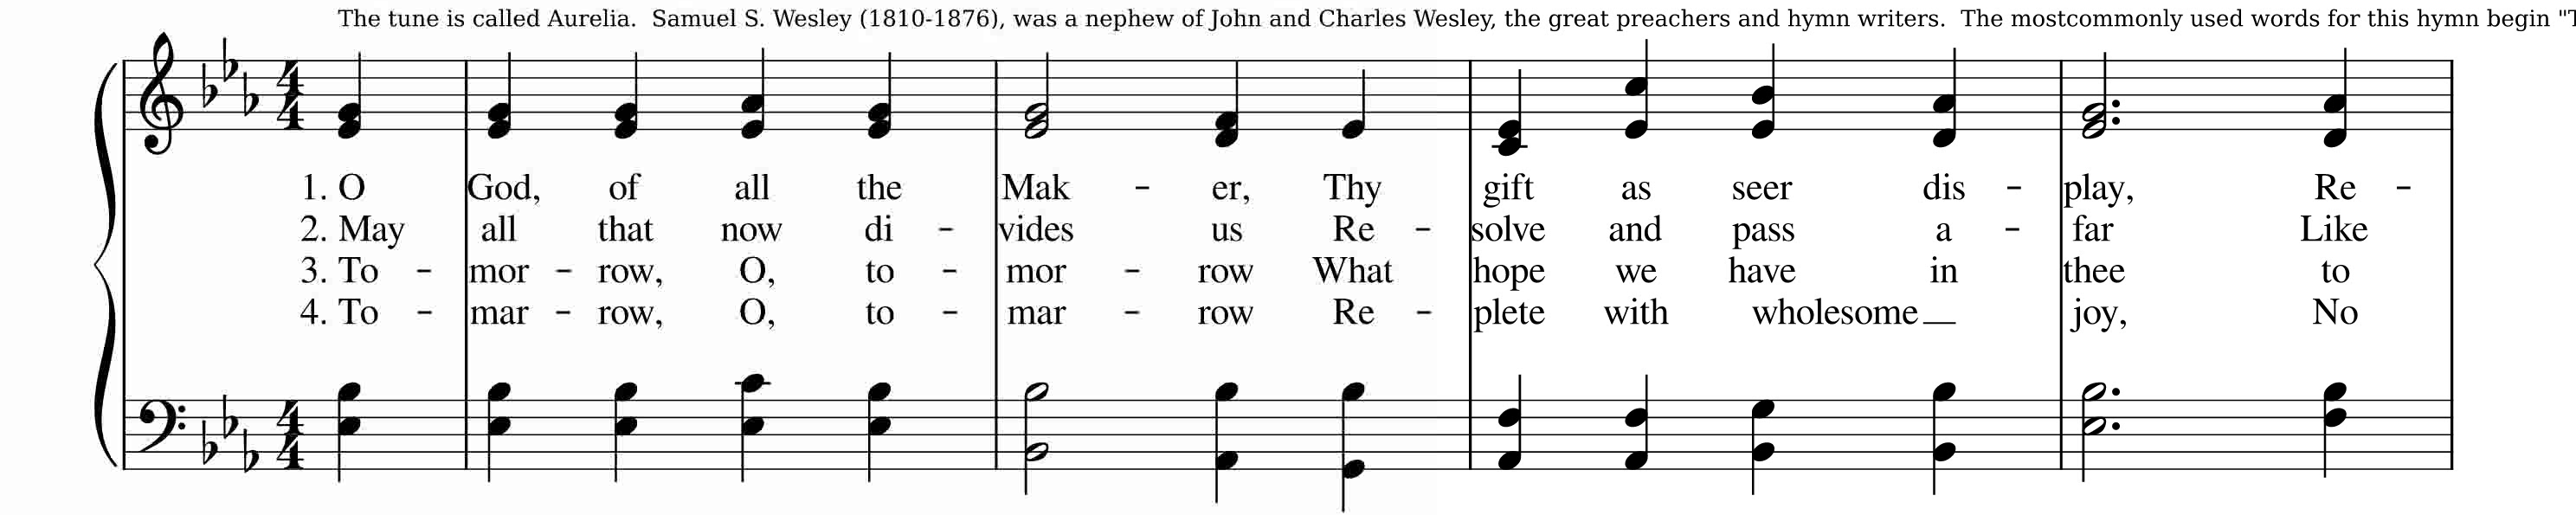 The tune is called Aurelia.  Samuel S. Wesley (1810-1876), was a nephew of John and Charles Wesley, the great preachers and hymn writers.  The mostcommonly used words for this hymn begin "T
4
4
1. O God, of all the Mak - er, Thy gift as seer dis - play, Re -
2. May all that now di - vides us Re - solve and pass a - far Like
3. To - mor - row, O, to - mor - row What hope we have in thee to
4. To - mar - row, O, to - mar - row Re - plete with wholesome joy, No
4
4